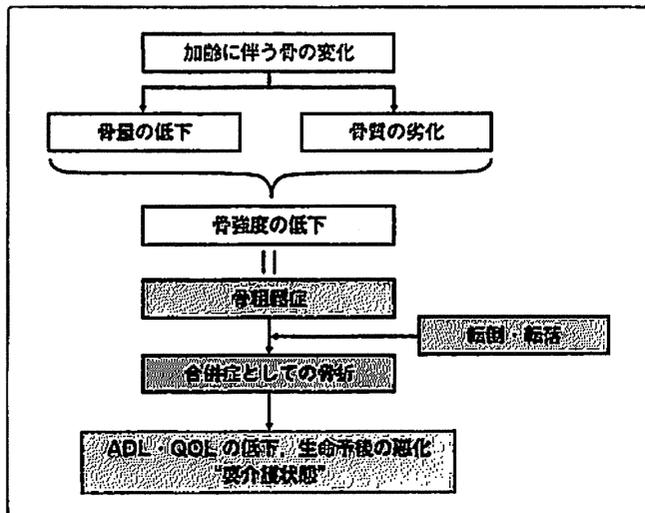 加齢に伴う骨の変化
骨量の低下
骨質の劣化
骨強度の低下
骨粗鬆症
転倒・転落
合併症としての骨折
ADL・QOLの低下，生命予後の悪化
“要介護状態”